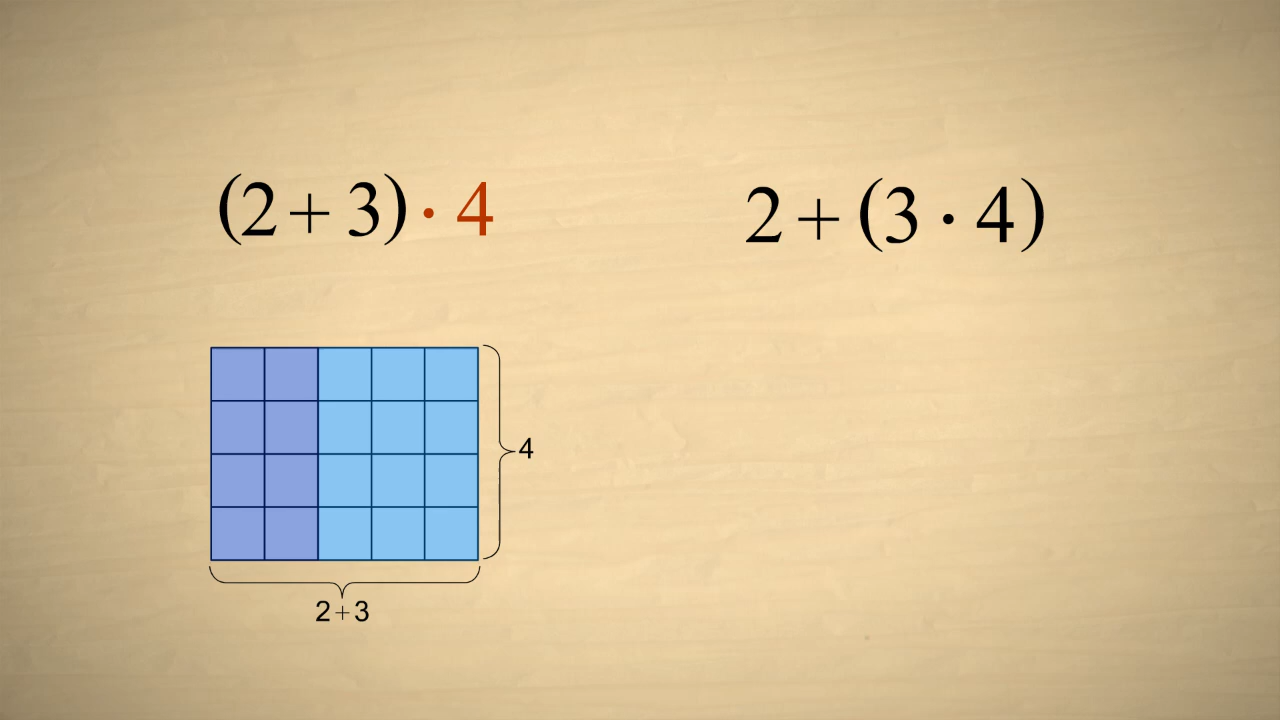 (2 + 3) · 4
2 + (3 · 4)
4
2 + 3